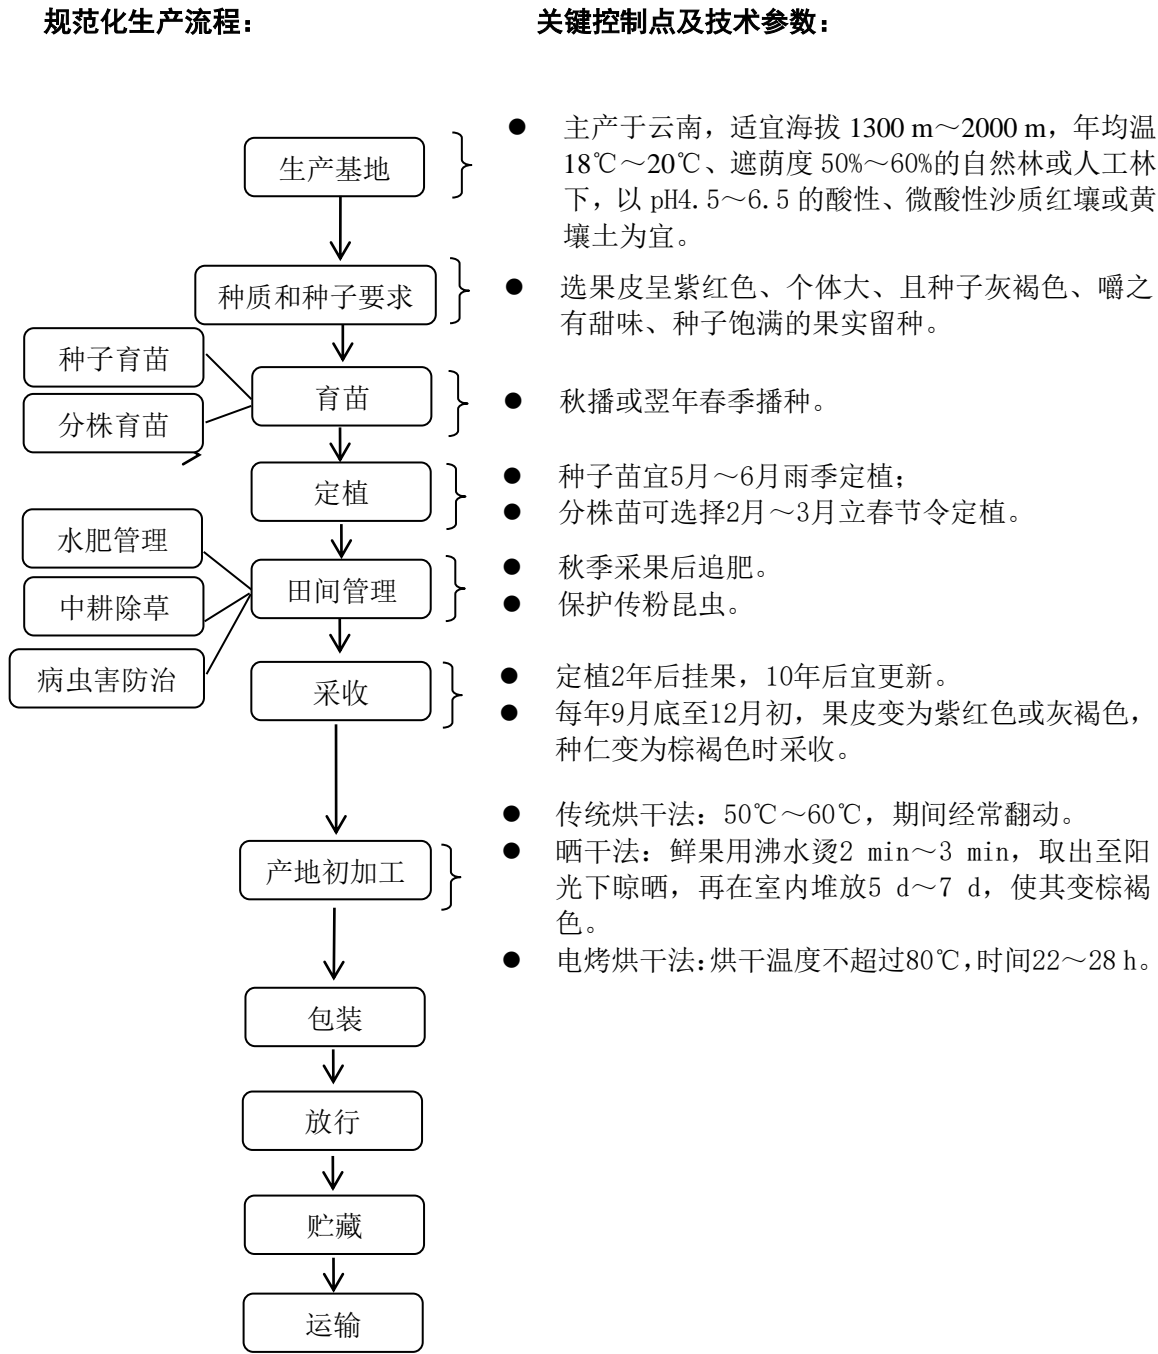 规范化生产流程：
关键控制点及技术参数：
生产基地
● 主产于云南，适宜海拔 1300 m～2000 m，年均温
18℃～20℃、遮荫度 50%～60%的自然林或人工林
下，以 pH4.5～6.5 的酸性、微酸性沙质红壤或黄
壤土为宜。
种质和种子要求
● 选果皮呈紫红色、个体大、且种子灰褐色、嚼之
有甜味、种子饱满的果实留种。
种子育苗
分株育苗
育苗
● 秋播或翌年春季播种。
定植
● 种子苗宜5月～6月雨季定植；
● 分株苗可选择2月～3月立春节令定植。
水肥管理
中耕除草
病虫害防治
田间管理
● 秋季采果后追肥。
● 保护传粉昆虫。
采收
● 定植2年后挂果，10年后宜更新。
● 每年9月底至12月初，果皮变为紫红色或灰褐色，
种仁变为棕褐色时采收。
产地初加工
● 传统烘干法：50℃～60℃，期间经常翻动。
● 晒干法：鲜果用沸水烫2 min～3 min，取出至阳
光下晾晒，再在室内堆放5 d～7 d，使其变棕褐
色。
● 电烤烘干法：烘干温度不超过80℃，时间22～28 h。
包装
放行
贮藏
运输